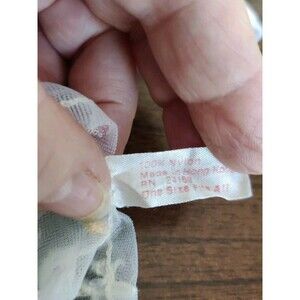 100% Nylon
Made in Hong Kong
RN
One Size Fits All